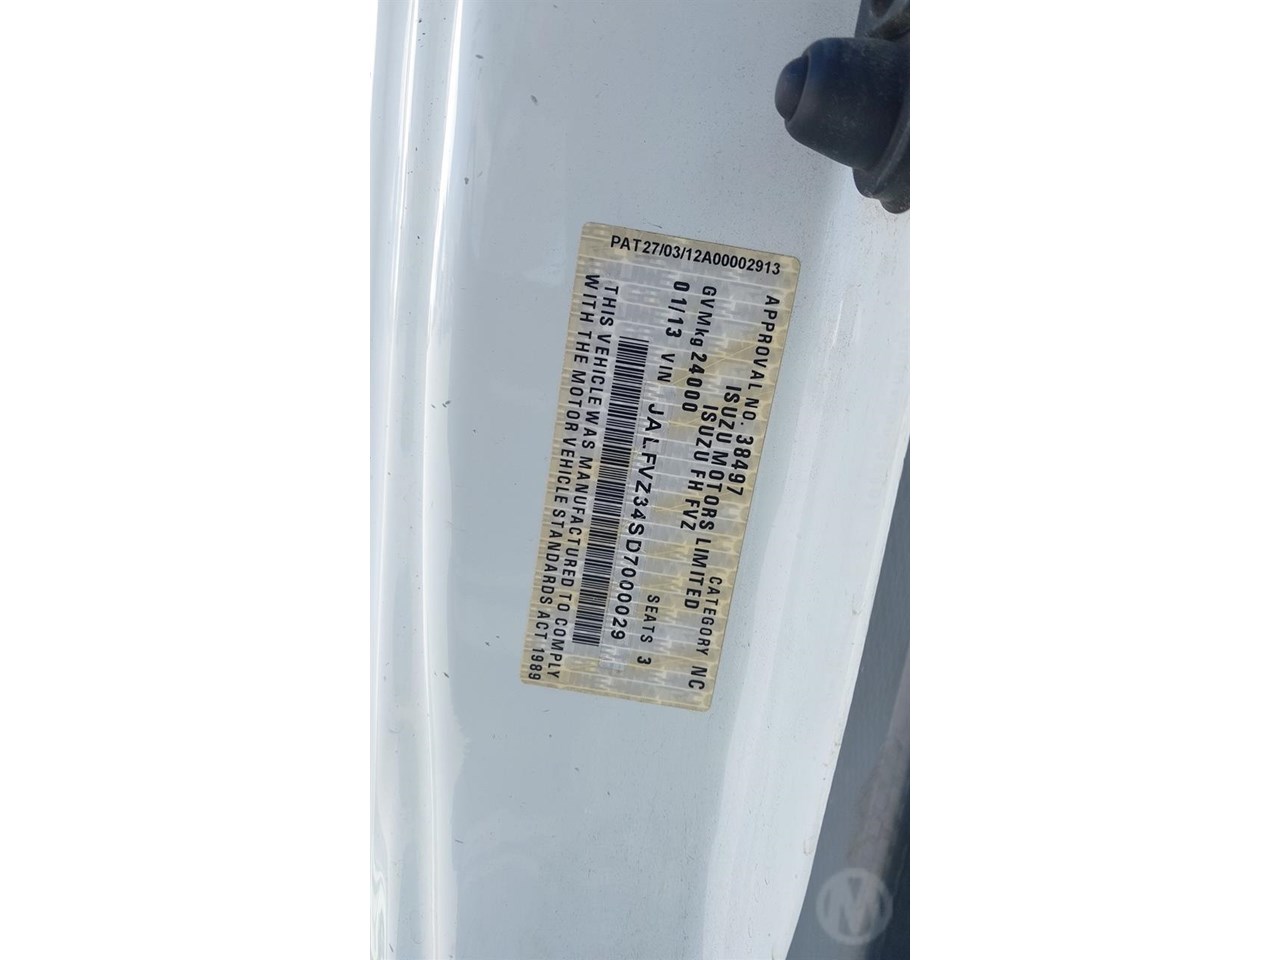 PAT27/03/12A00002913
APPROVAL NO. 38497 CATEGORY NC
ISUZU MOTORS LIMITED
GVMkg 24000 ISUZU FH FVZ
01/13 VIN JALFVZ34SD7000029 SEATS 3
THIS VEHICLE WAS MANUFACTURED TO COMPLY
WITH THE MOTOR VEHICLE STANDARDS ACT 1989
M